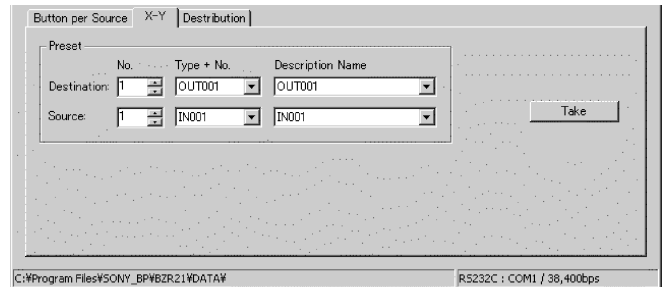 Button per Source X-Y Destribution
Preset
No. Type + No. Description Name
Destination: 1 OUT001 OUT001
Source: 1 IN001 IN001
Take
C:¥Program Files¥SONY_BP¥BZR21¥DATA¥ RS232C : COM1 / 38,400bps